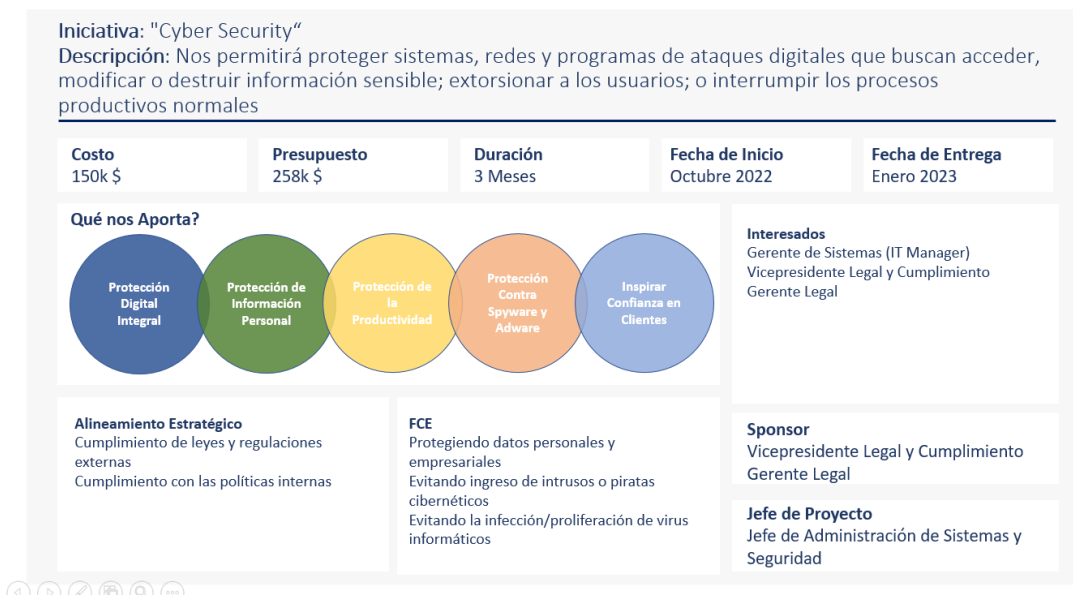 Iniciativa: "Cyber Security“
Descripción: Nos permitirá proteger sistemas, redes y programas de ataques digitales que buscan acceder,
modificar o destruir información sensible; extorsionar a los usuarios; o interrumpir los procesos
productivos normales
Costo
150k $
Presupuesto
258k $
Duración
3 Meses
Fecha de Inicio
Octubre 2022
Fecha de Entrega
Enero 2023
Qué nos Aporta?
Protección
Digital
Integral
Protección de
Información
Personal
Protección de
la
Productividad
Protección
Contra
Spyware y
Adware
Inspirar
Confianza en
Clientes
Interesados
Gerente de Sistemas (IT Manager)
Vicepresidente Legal y Cumplimiento
Gerente Legal
Alineamiento Estratégico
Cumplimiento de leyes y regulaciones
externas
Cumplimiento con las políticas internas
FCE
Protegiendo datos personales y
empresariales
Evitando ingreso de intrusos o piratas
cibernéticos
Evitando la infección/proliferación de virus
informáticos
Sponsor
Vicepresidente Legal y Cumplimiento
Gerente Legal
Jefe de Proyecto
Jefe de Administración de Sistemas y
Seguridad